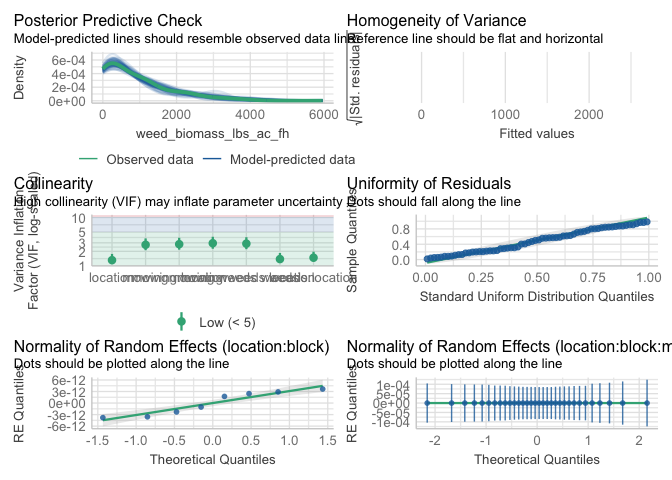 Posterior Predictive Check
Model-predicted lines should resemble observed data line
Density
6e-04
4e-04
2e-04
0e+00
0
2000
4000
6000
weed_biomass_lbs_ac_fh
Observed data
Model-predicted data
Homogeneity of Variance
Reference line should be flat and horizontal
√|Std. residuals|
0
1000
2000
Fitted values
Collinearity
High collinearity (VIF) may inflate parameter uncertainty
Variance Inflation
Factor (VIF, log-scaled)
10
5
3
2
1
Low (< 5)
Uniformity of Residuals
Dots should fall along the line
Sample Quantiles
0.8
0.4
0.0
0.00
0.25
0.50
0.75
1.00
Standard Uniform Distribution Quantiles
Normality of Random Effects (location:block)
Dots should be plotted along the line
RE Quantiles
6e-12
3e-12
0e+00
-3e-12
-6e-12
-1.5
-1.0
-0.5
0.0
0.5
1.0
1.5
Theoretical Quantiles
Normality of Random Effects (location:block:m
Dots should be plotted along the line
RE Quantiles
1e-04
5e-05
0e+00
-5e-05
-1e-04
-2
-1
0
1
2
Theoretical Quantiles